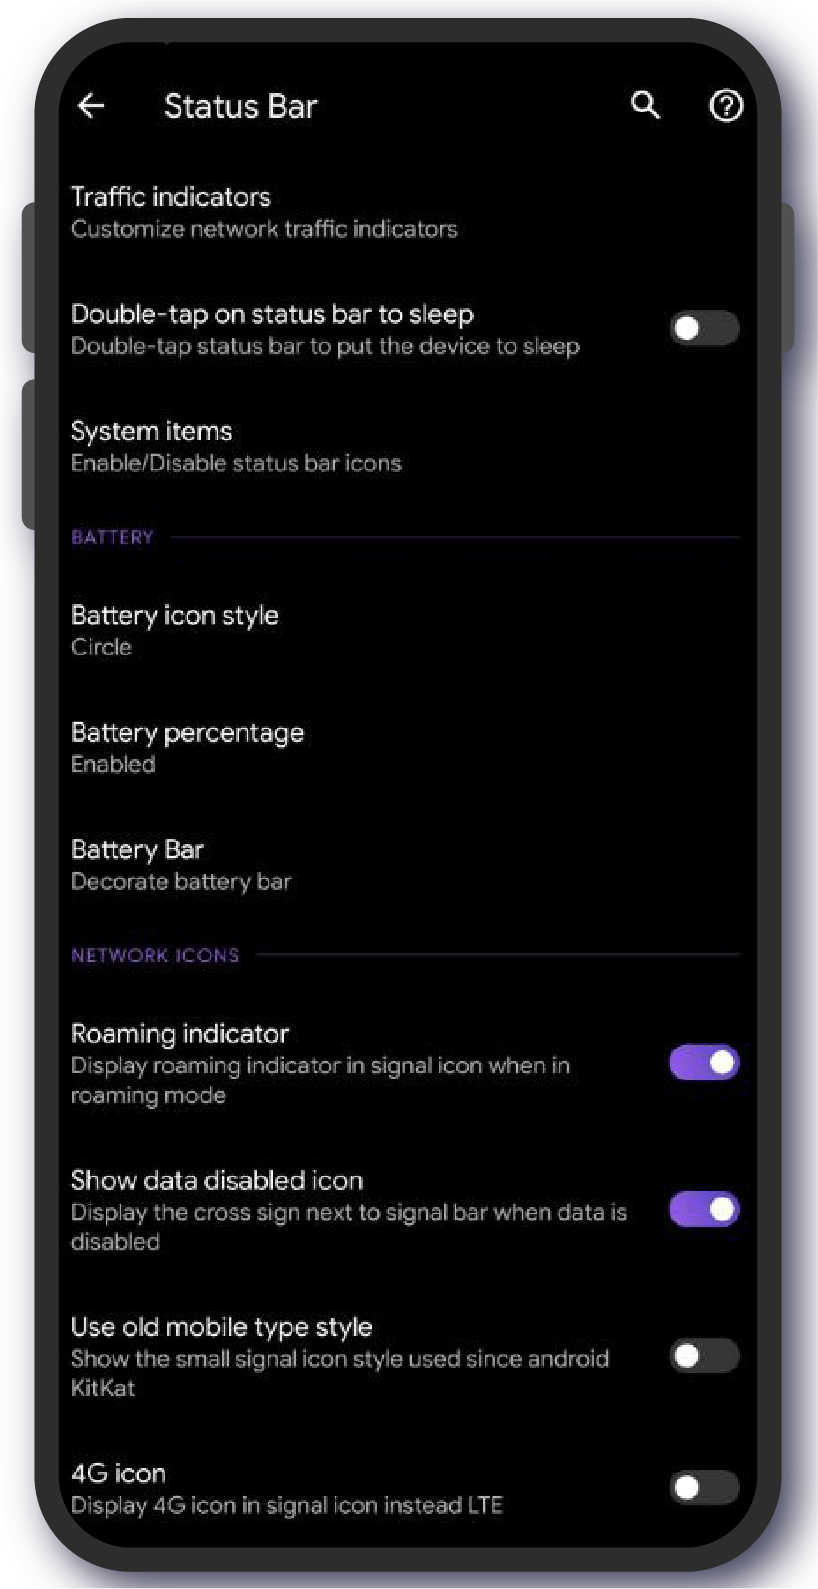 Status Bar
Traffic indicators
Customize network traffic indicators
Double-tap on status bar to sleep
Double-tap status bar to put the device to sleep
System items
Enable/Disable status bar icons
BATTERY
Battery icon style
Circle
Battery percentage
Enabled
Battery Bar
Decorate battery bar
NETWORK ICONS
Roaming indicator
Display roaming indicator in signal icon when in
roaming mode
Show data disabled icon
Display the cross sign next to signal bar when data is
disabled
Use old mobile type style
Show the small signal icon style used since android
KitKat
4G icon
Display 4G icon in signal icon instead LTE